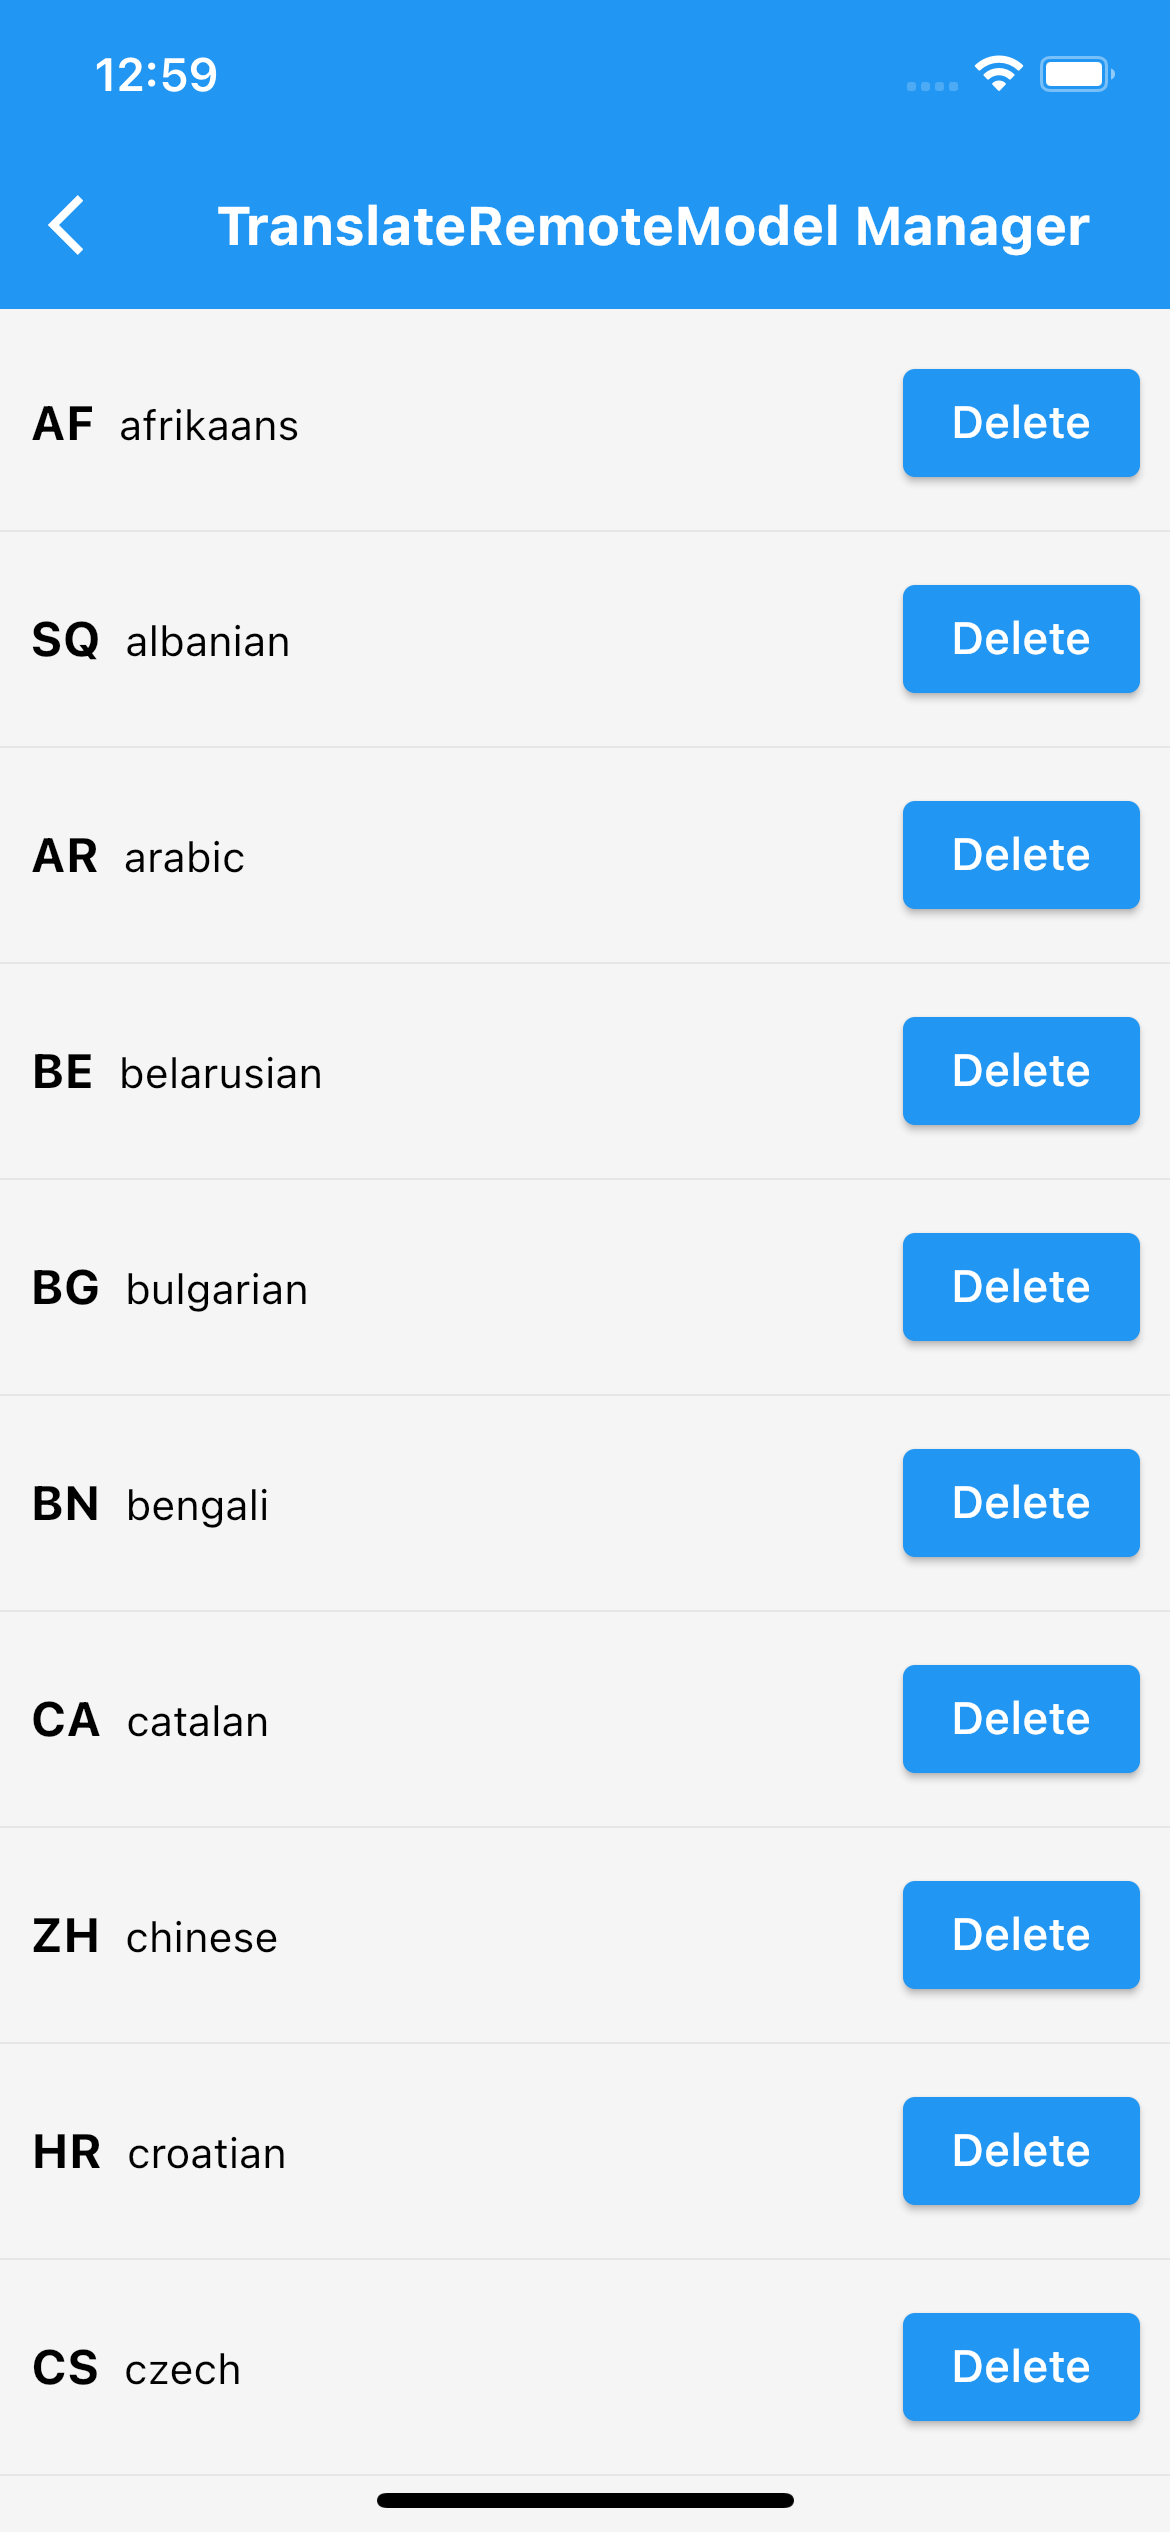 12:59
TranslateRemoteModel Manager
AF afrikaans Delete
SQ albanian Delete
AR arabic Delete
BE belarusian Delete
BG bulgarian Delete
BN bengali Delete
CA catalan Delete
ZH chinese Delete
HR croatian Delete
CS czech Delete